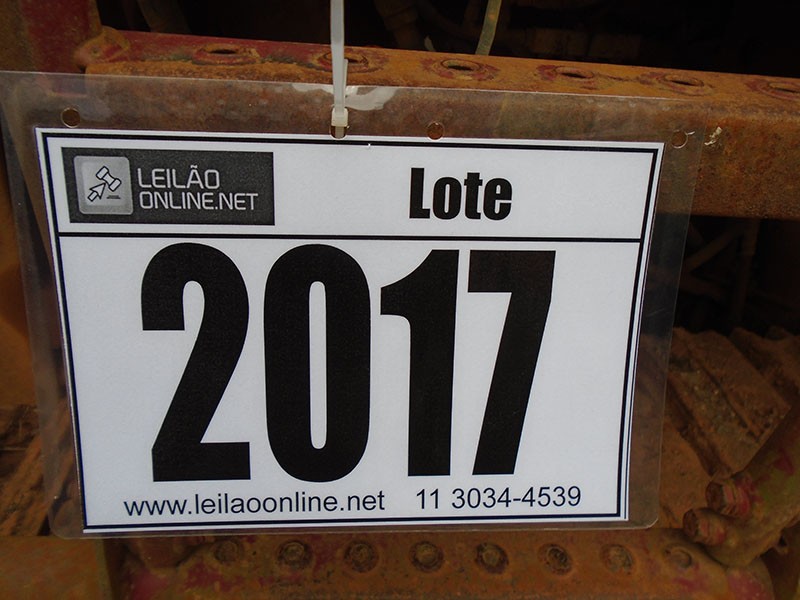 LEILÃO
ONLINE.NET
Lote
2017
www.leilaoonline.net 11 3034-4539